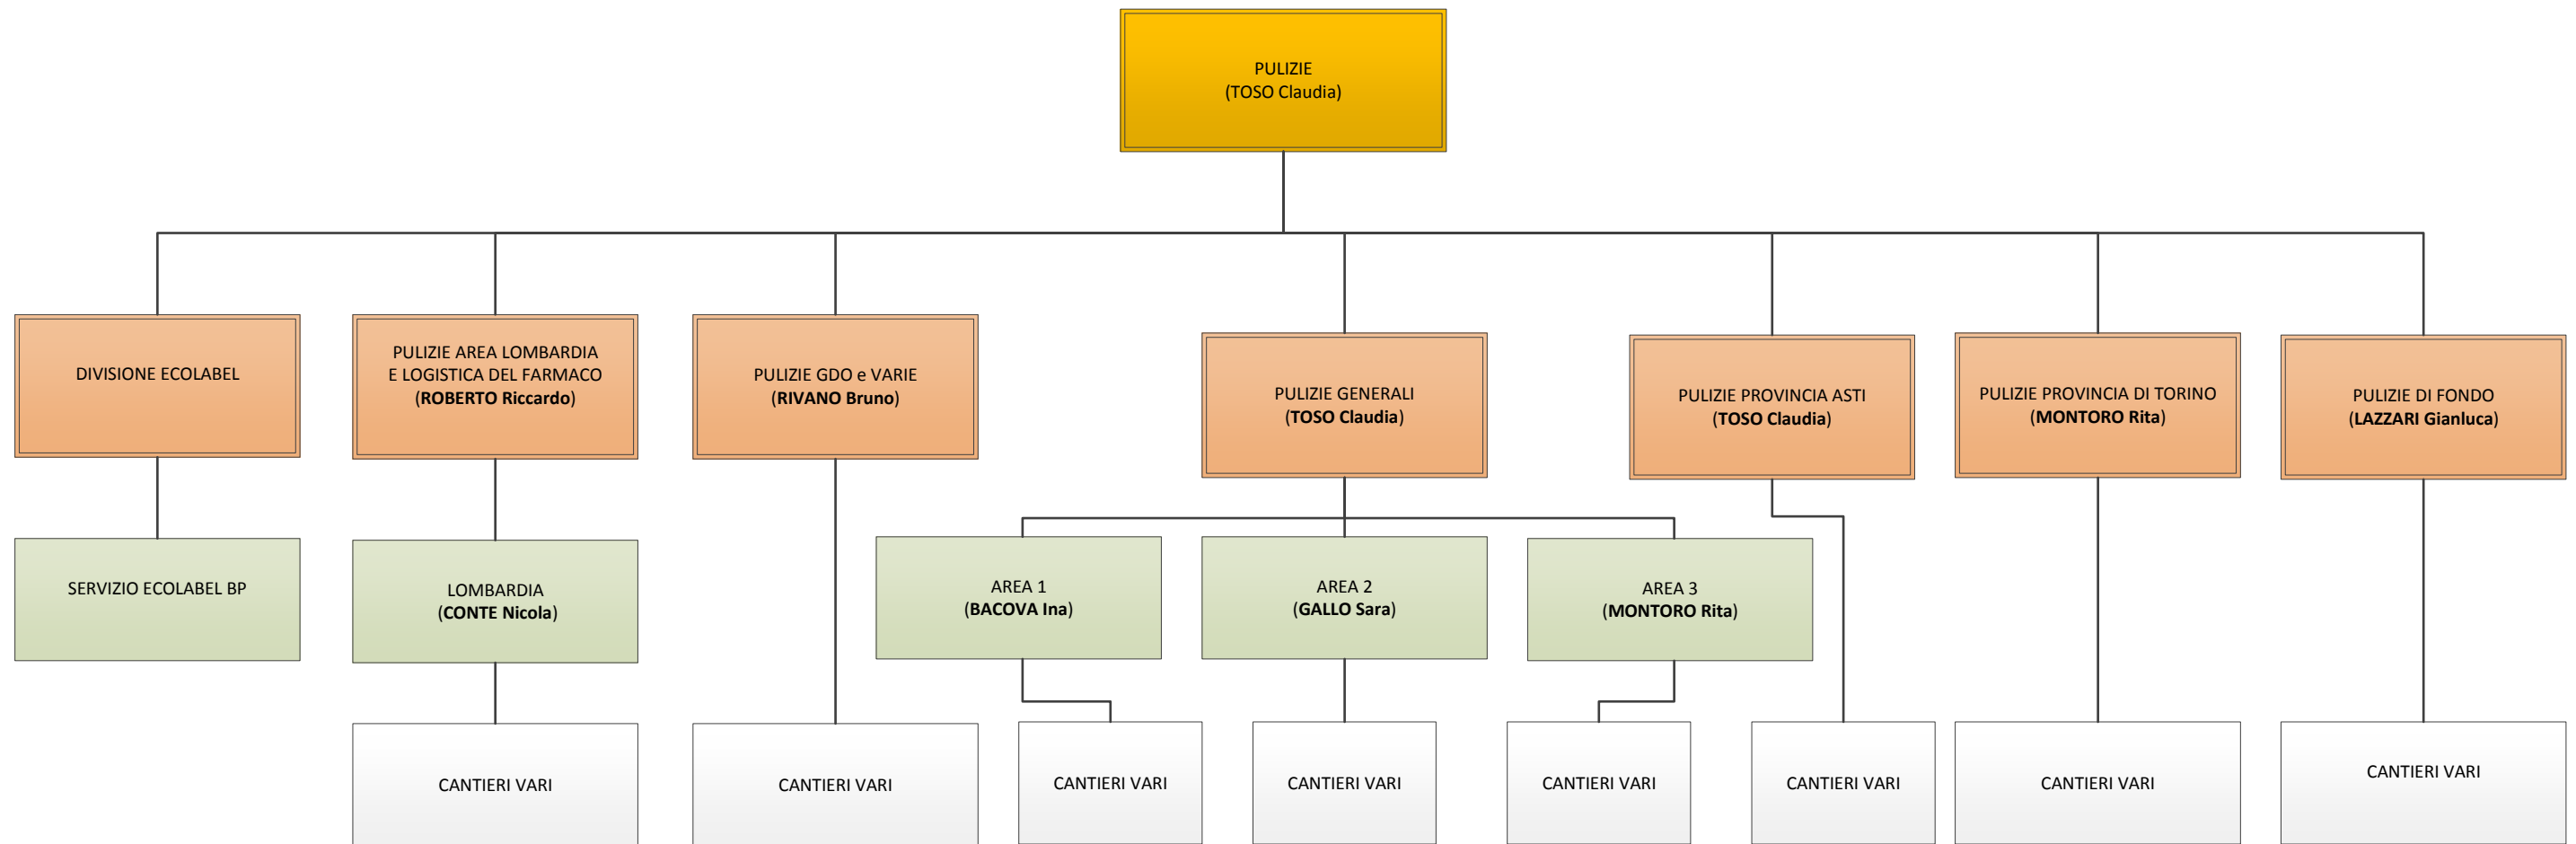 PULIZIE
(TOSO Claudia)
DIVISIONE ECOLABEL
PULIZIE AREA LOMBARDIA
E LOGISTICA DEL FARMACO
(ROBERTO Riccardo)
PULIZIE GDO e VARIE
(RIVANO Bruno)
PULIZIE GENERALI
(TOSO Claudia)
PULIZIE PROVINCIA ASTI
(TOSO Claudia)
PULIZIE PROVINCIA DI TORINO
(MONTORO Rita)
PULIZIE DI FONDO
(LAZZARI Gianluca)
SERVIZIO ECOLABEL BP
LOMBARDIA
(CONTE Nicola)
AREA 1
(BACOVA Ina)
AREA 2
(GALLO Sara)
AREA 3
(MONTORO Rita)
CANTIERI VARI
CANTIERI VARI
CANTIERI VARI
CANTIERI VARI
CANTIERI VARI
CANTIERI VARI
CANTIERI VARI
CANTIERI VARI